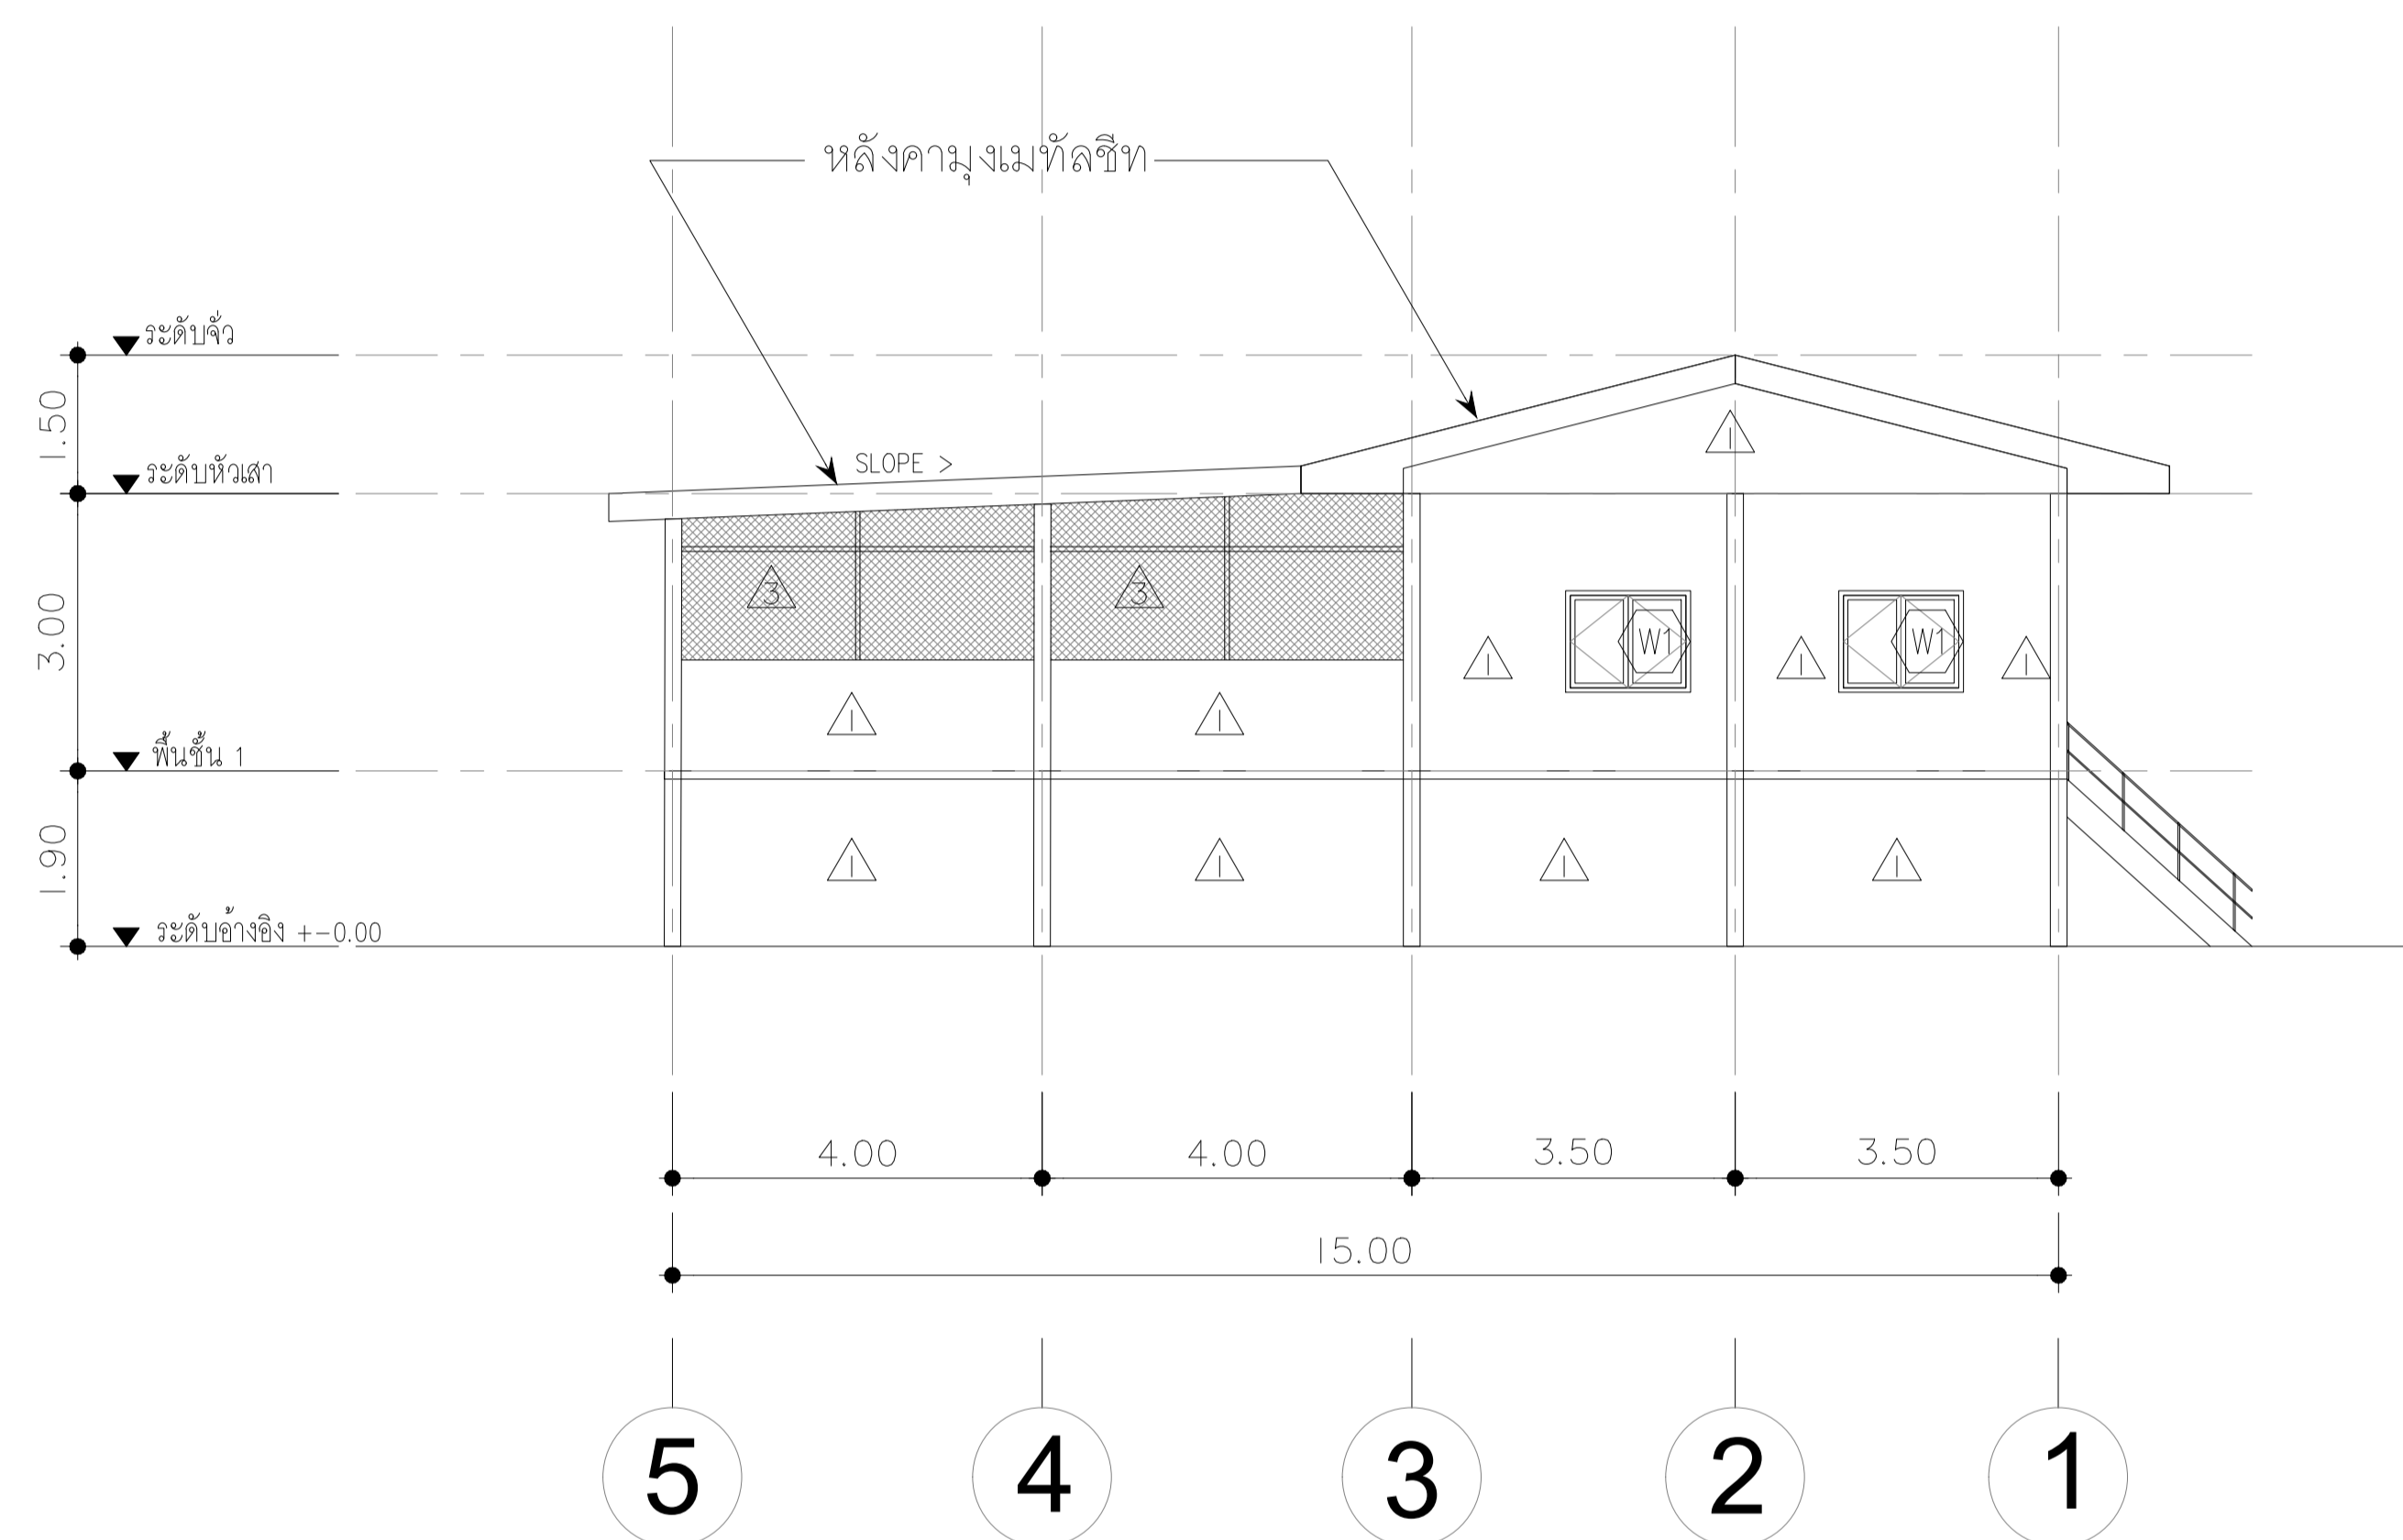 หลังคามุงเมทัลชีท
ระดับจั่ว
1.50
SLOPE >
1
ระดับหัวเสา
3 3
3.00
W1 W1
1 1 1
1 1
พื้นชั้น 1
1.90
1 1 1 1
ระดับอ้างอิง +-0.00
4.00 4.00 3.50 3.50
15.00
5 4 3 2 1